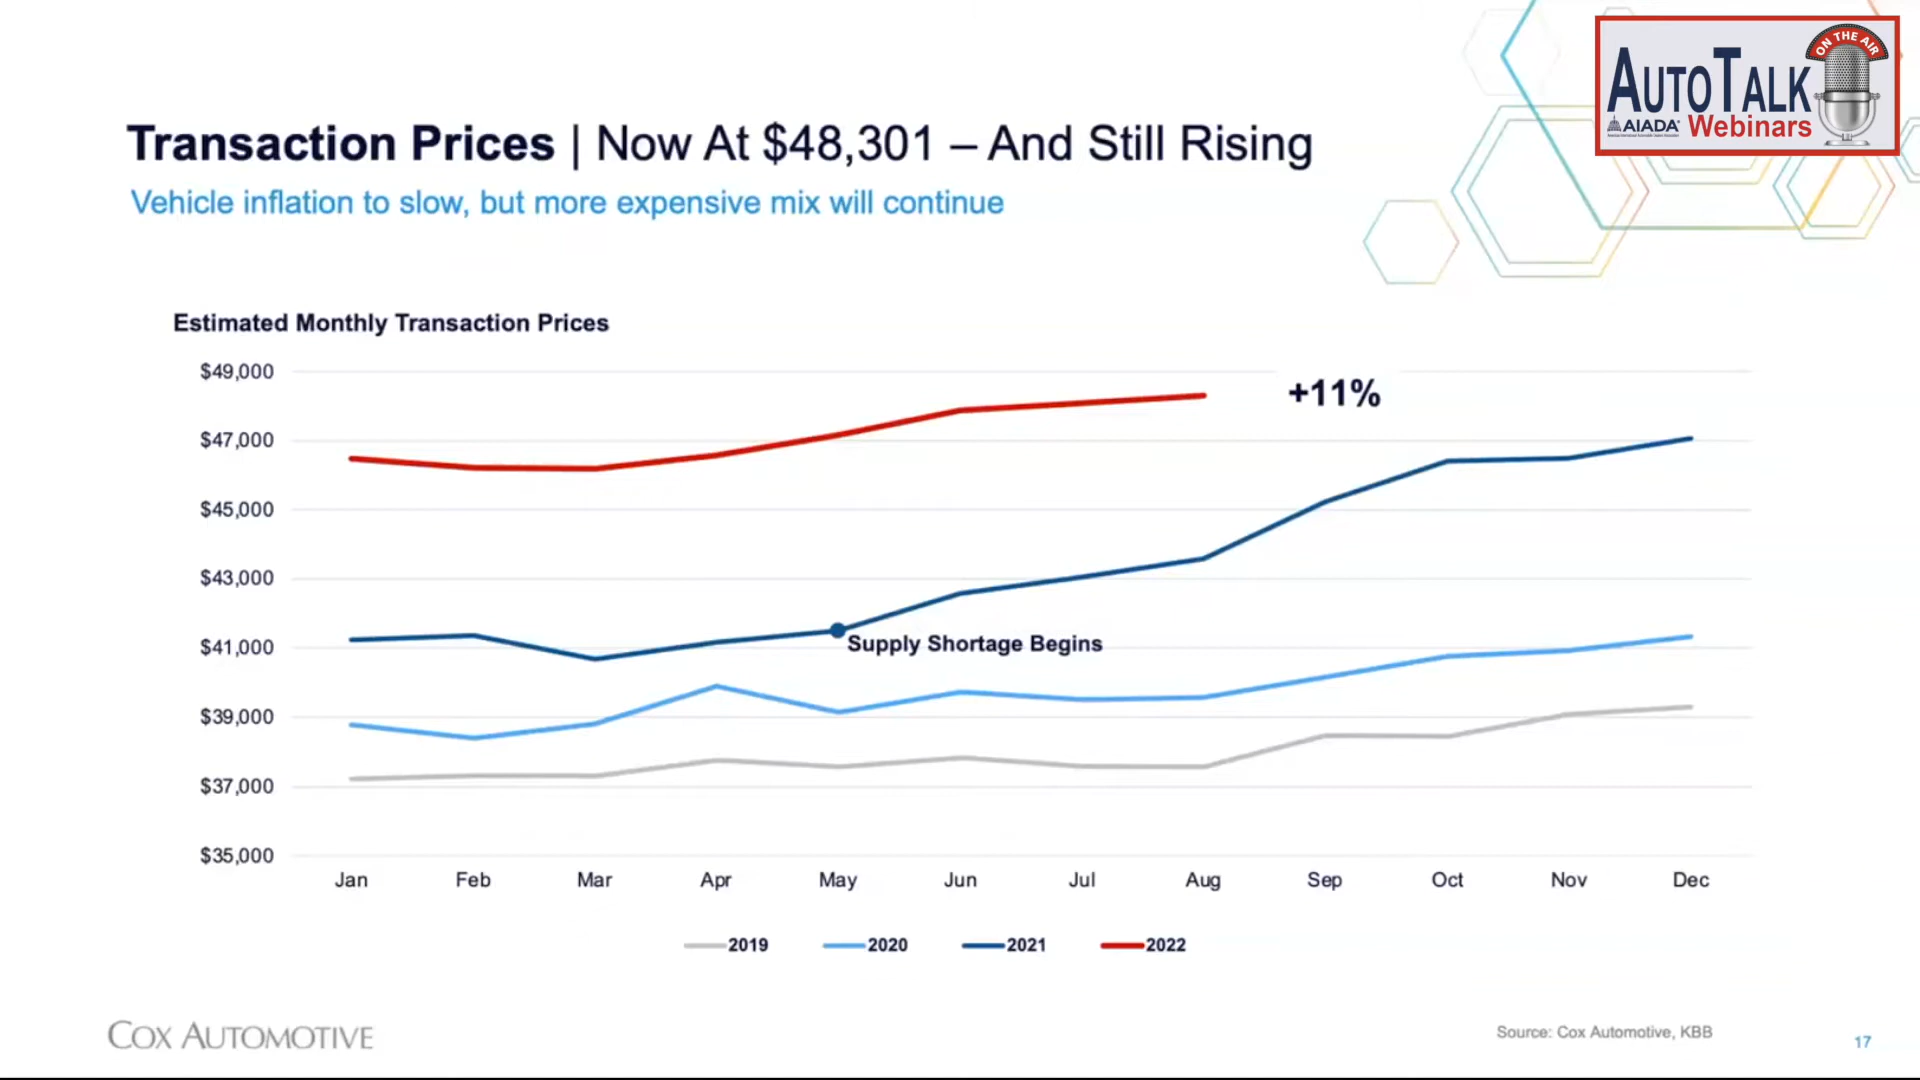 ON THE AIR
AUTOTALK
AIADA Webinars
Transaction Prices | Now At $48,301 – And Still Rising
Vehicle inflation to slow, but more expensive mix will continue
Estimated Monthly Transaction Prices
$49,000
+11%
$47,000
$45,000
$43,000
$41,000
Supply Shortage Begins
$39,000
$37,000
$35,000
Jan Feb Mar Apr May Jun Jul Aug Sep Oct Nov Dec
2019 2020 2021 2022
COX AUTOMOTIVE
Source: Cox Automotive, KBB
17